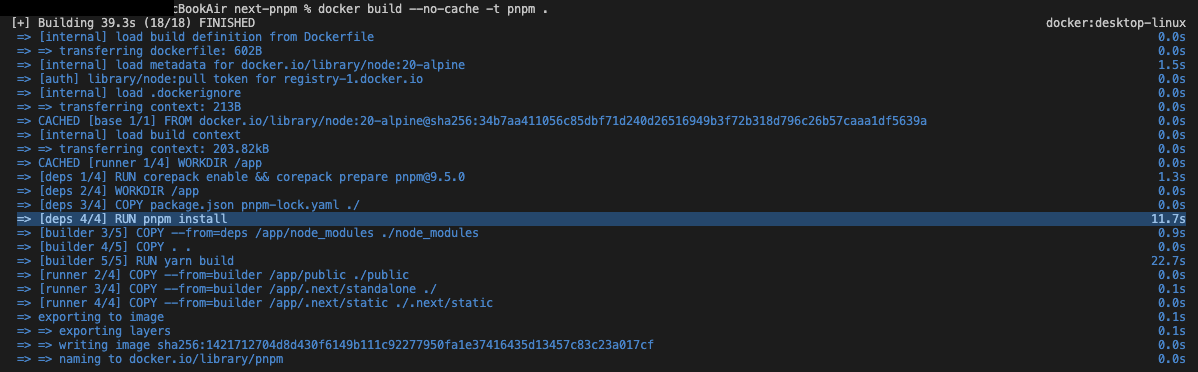 BookAir next-pnpm % docker build --no-cache -t pnpm .
[+] Building 39.3s (18/18) FINISHED docker:desktop-linux
=> [internal] load build definition from Dockerfile 0.0s
=> => transferring dockerfile: 602B 0.0s
=> [internal] load metadata for docker.io/library/node:20-alpine 1.5s
=> [auth] library/node:pull token for registry-1.docker.io 0.0s
=> [internal] load .dockerignore 0.0s
=> => transferring context: 213B 0.0s
=> CACHED [base 1/1] FROM docker.io/library/node:20-alpine@sha256:34b7aa411056c85dbf71d240d26516949b3f72b318d796c26b57caaa1df5639a 0.0s
=> [internal] load build context 0.0s
=> => transferring context: 203.82kB 0.0s
=> CACHED [runner 1/4] WORKDIR /app 0.0s
=> [deps 1/4] RUN corepack enable && corepack prepare pnpm@9.5.0 1.3s
=> [deps 2/4] WORKDIR /app 0.0s
=> [deps 3/4] COPY package.json pnpm-lock.yaml ./ 0.0s
=> [deps 4/4] RUN pnpm install 11.7s
=> [builder 3/5] COPY --from=deps /app/node_modules ./node_modules 0.9s
=> [builder 4/5] COPY . . 0.0s
=> [builder 5/5] RUN yarn build 22.7s
=> [runner 2/4] COPY --from=builder /app/public ./public 0.0s
=> [runner 3/4] COPY --from=builder /app/.next/standalone ./ 0.1s
=> [runner 4/4] COPY --from=builder /app/.next/static ./.next/static 0.0s
=> exporting to image 0.1s
=> => exporting layers 0.1s
=> => writing image sha256:1421712704d8d430f6149b111c92277950fa1e37416435d13457c83c23a017cf 0.0s
=> => naming to docker.io/library/pnpm 0.0s